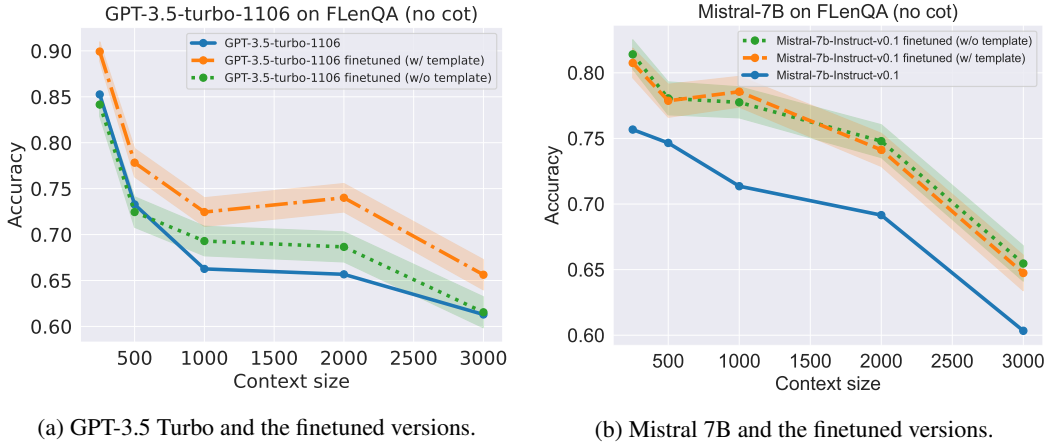 GPT-3.5-turbo-1106 on FLenQA (no cot)
GPT-3.5-turbo-1106
GPT-3.5-turbo-1106 finetuned (w/ template)
GPT-3.5-turbo-1106 finetuned (w/o template)
Accuracy
0.90
0.85
0.80
0.75
0.70
0.65
0.60
500 1000 1500 2000 2500 3000
Context size
(a) GPT-3.5 Turbo and the finetuned versions.
Mistral-7B on FLenQA (no cot)
Mistral-7b-Instruct-v0.1 finetuned (w/o template)
Mistral-7b-Instruct-v0.1 finetuned (w/ template)
Mistral-7b-Instruct-v0.1
Accuracy
0.80
0.75
0.70
0.65
0.60
500 1000 1500 2000 2500 3000
Context size
(b) Mistral 7B and the finetuned versions.